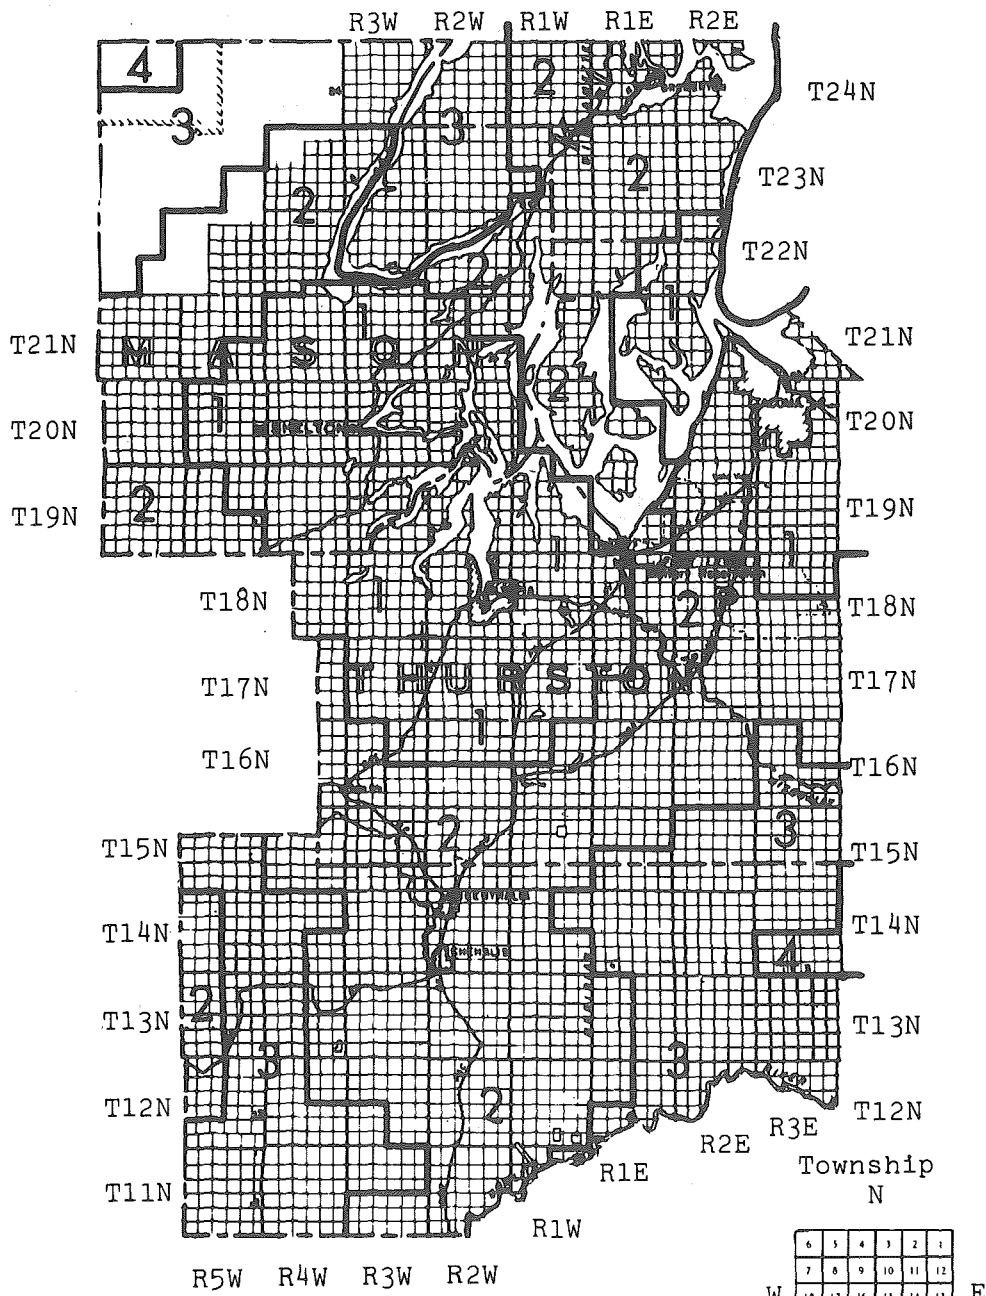 R3W R2W R1W R1E R2E
4
2
T24N
3
3
2
T23N
2
2
T22N
1
1
T21N
T21N
M A S O N
2
1
T20N
SHELTON
T20N
2
T19N
T19N
1
1
T18N
1
2
T18N
T17N
T H U R S T O N
T17N
1
T16N
T16N
2
3
T15N
T15N
CENTRALIA
T14N
T14N
CHEHALIS
4
2
T13N
T13N
3
3
T12N
2
T12N
R3E
R2E
R1E
Township
N
T11N
R1W
6 5 4 3 2 1
7 8 9 10 11 12
W E
R5W R4W R3W R2W